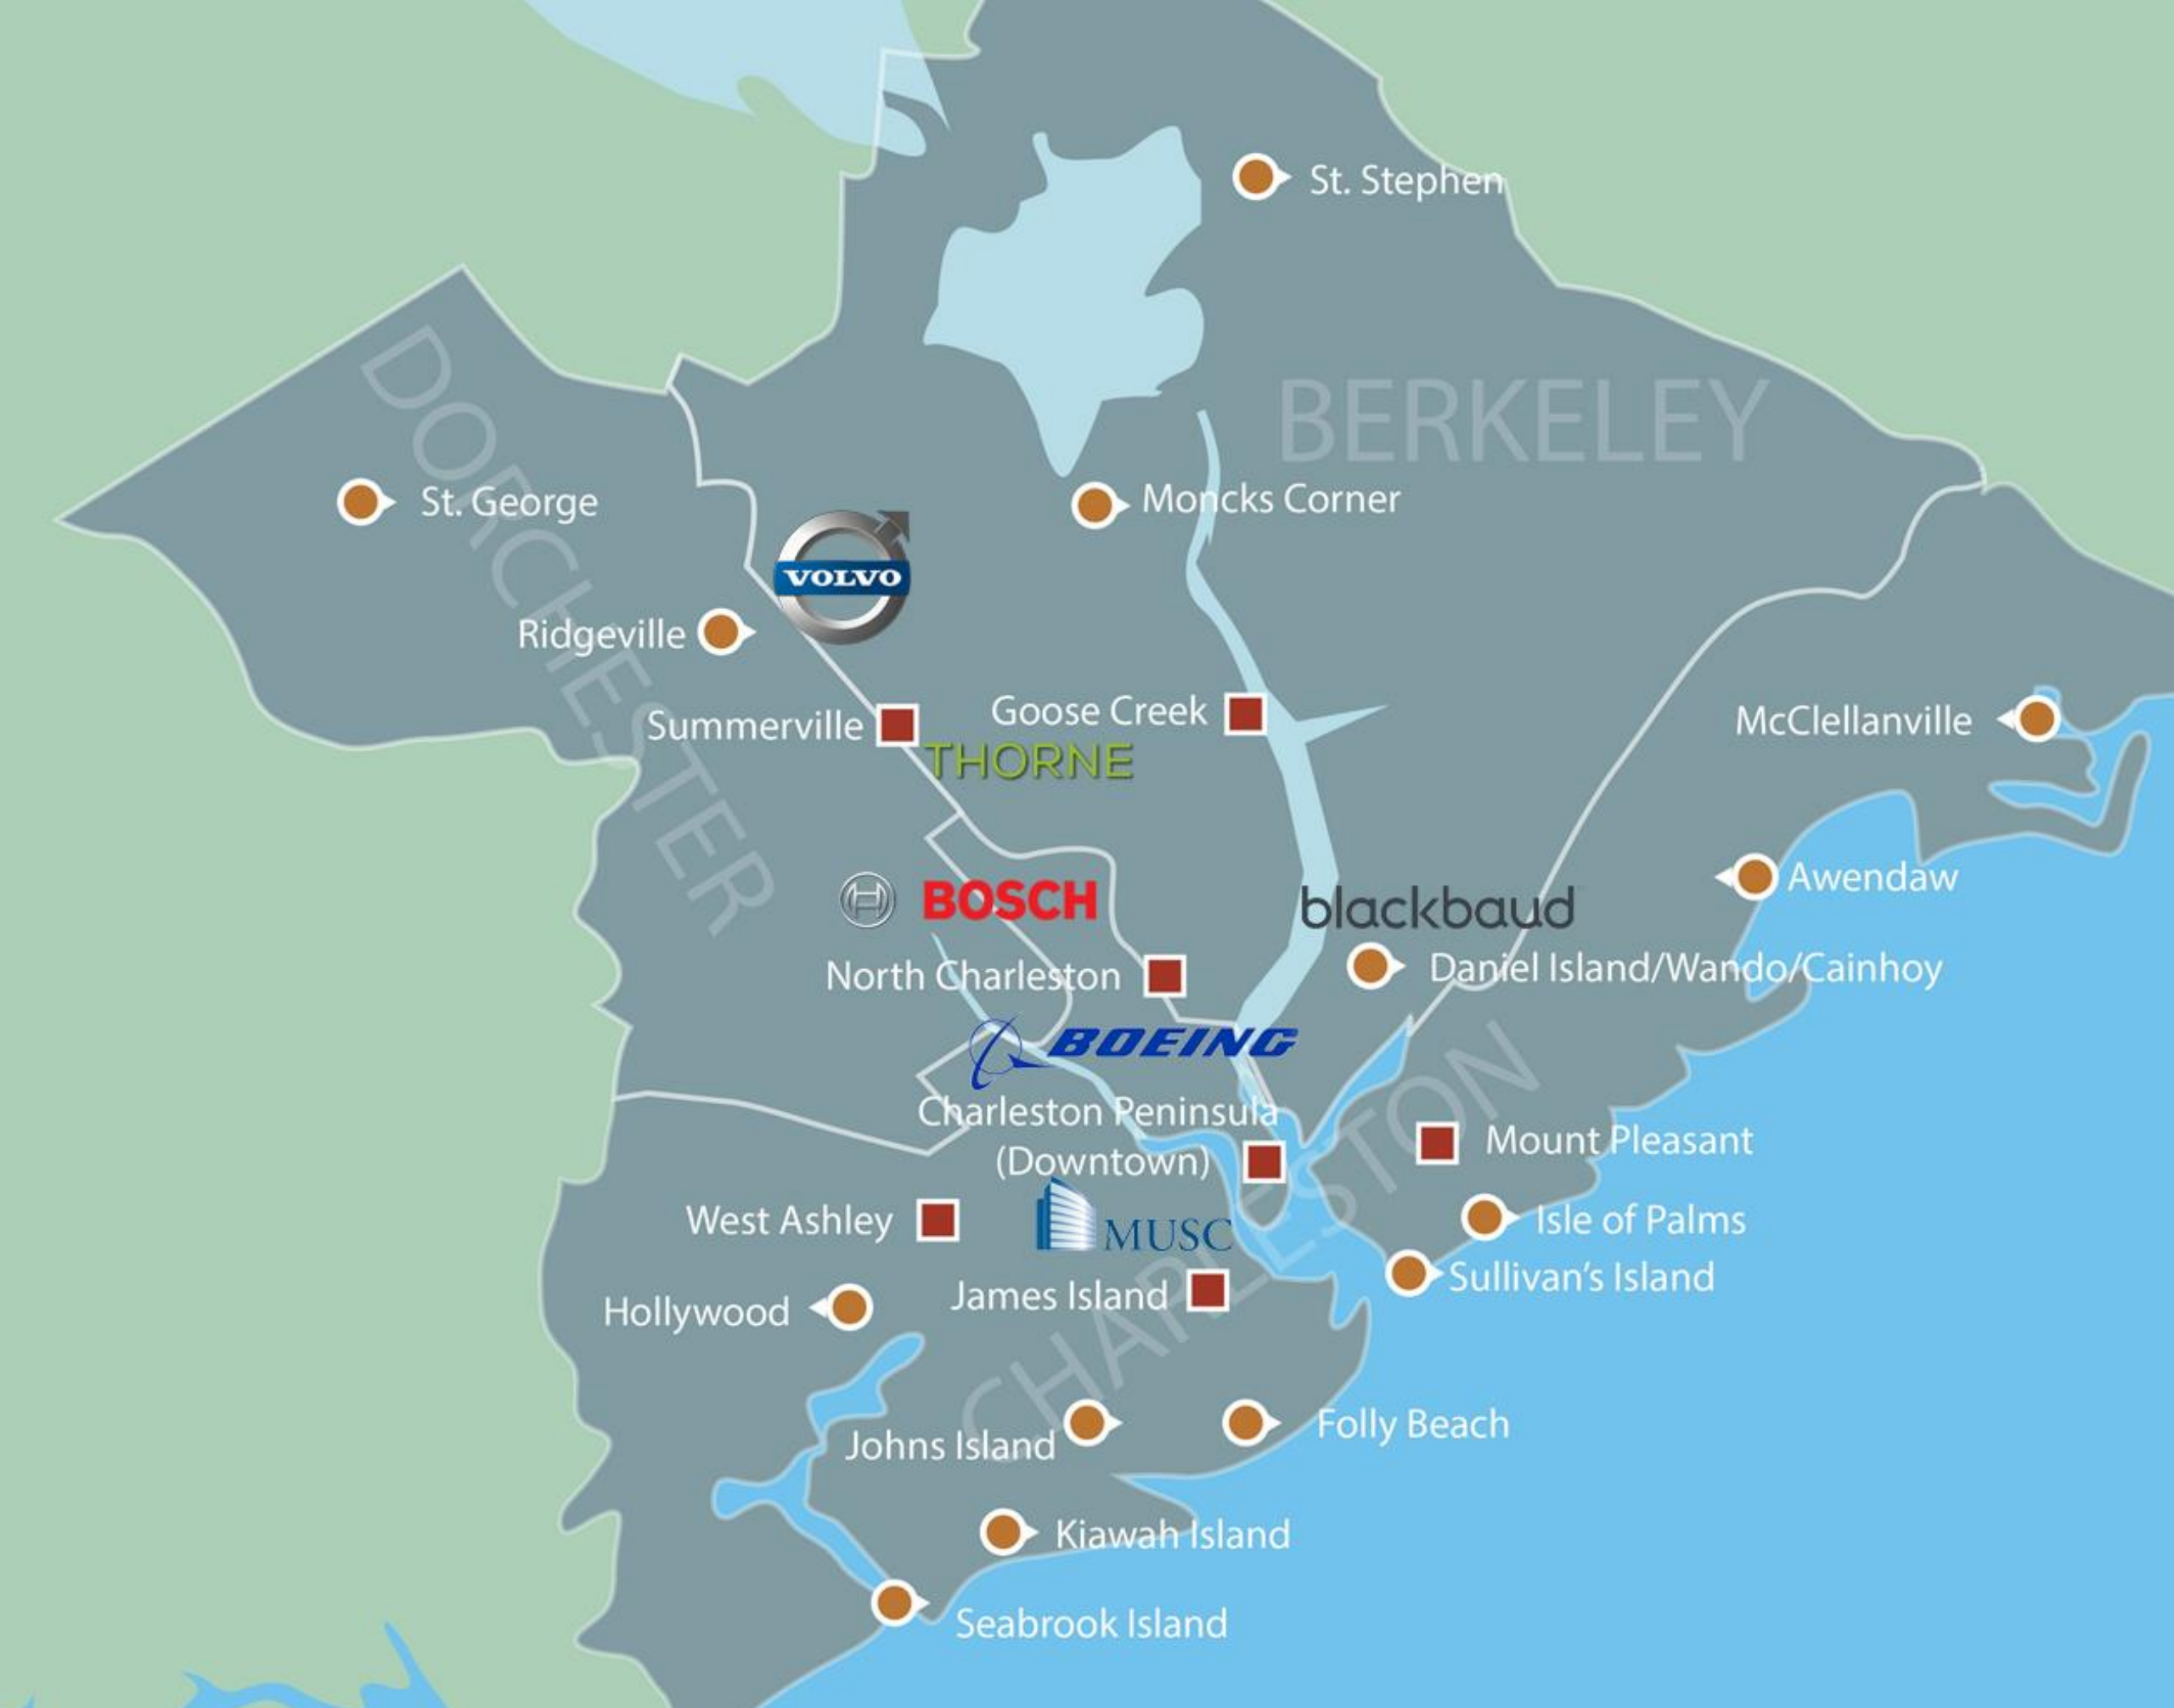 St. Stephen
BERKELEY
DORCHESTER
St. George
Moncks Corner
VOLVO
Ridgeville
Summerville
Goose Creek
McClellanville
THORNE
BOSCH
blackbaud
Awendaw
North Charleston
Daniel Island/Wando/Cainhoy
BOEING
Charleston Peninsula
(Downtown)
Mount Pleasant
CHARLESTON
West Ashley
MUSC
Isle of Palms
Sullivan's Island
James Island
Hollywood
Johns Island
Folly Beach
Kiawah Island
Seabrook Island